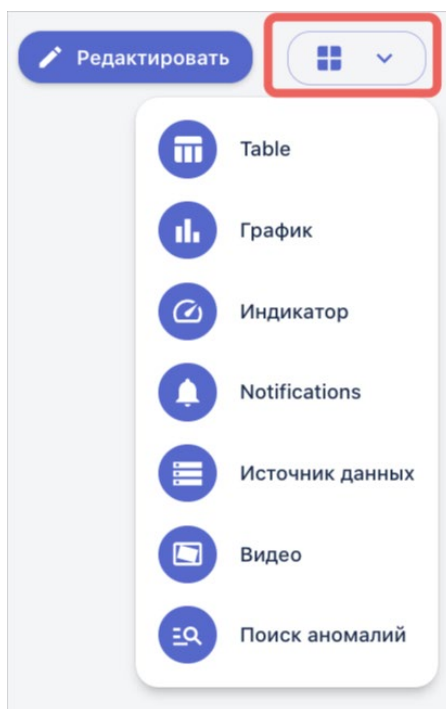 Редактировать
Table
График
Индикатор
Notifications
Источник данных
Видео
Поиск аномалий